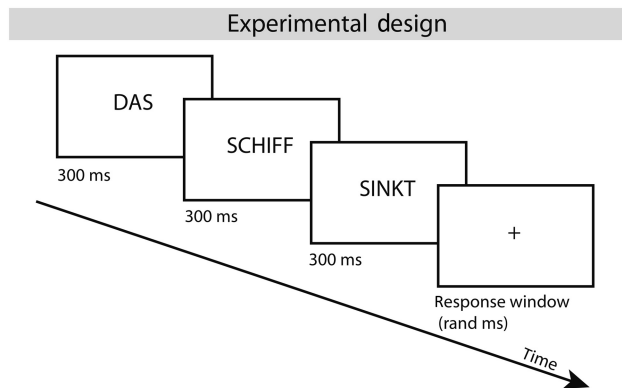 Experimental design
DAS
300 ms
SCHIFF
300 ms
SINKT
300 ms
+
Response window
(rand ms)
Time